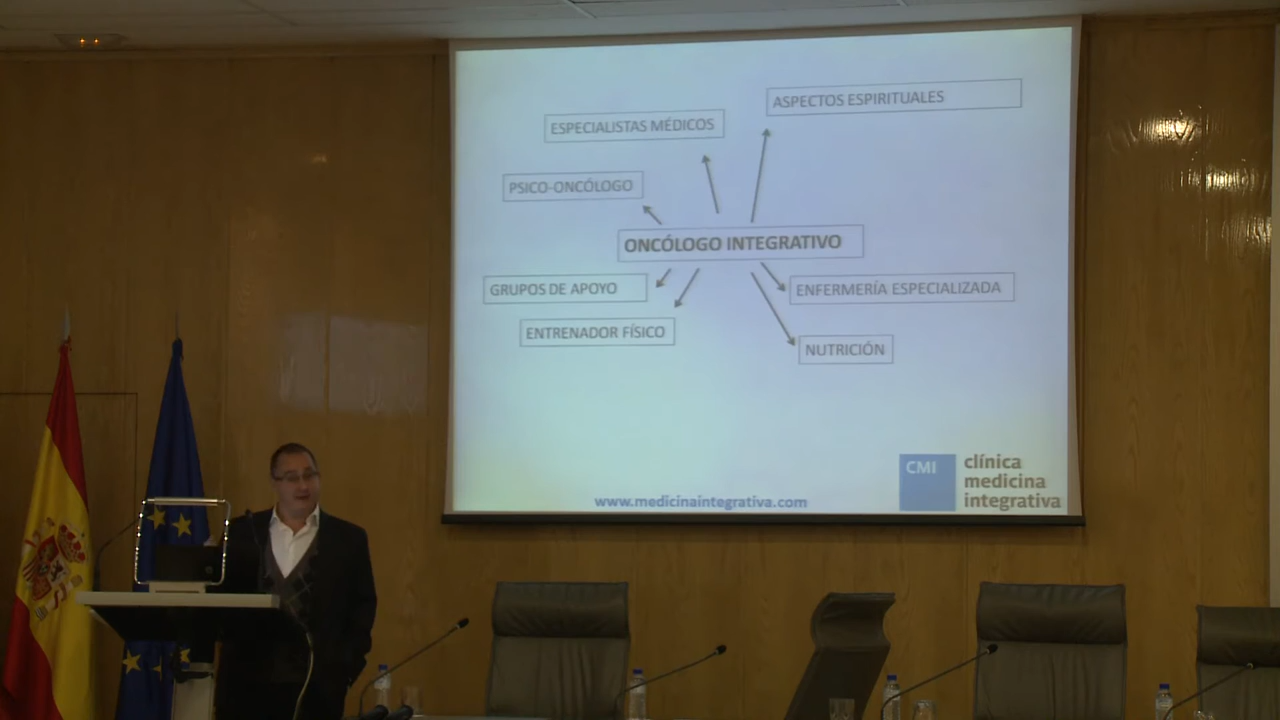 ASPECTOS ESPIRITUALES
ESPECIALISTAS MÉDICOS
PSICO-ONCÓLOGO
ONCÓLOGO INTEGRATIVO
GRUPOS DE APOYO
ENFERMERÍA ESPECIALIZADA
ENTRENADOR FÍSICO
NUTRICIÓN
www.medicinaintegrativa.com
CMI
clínica
medicina
integrativa